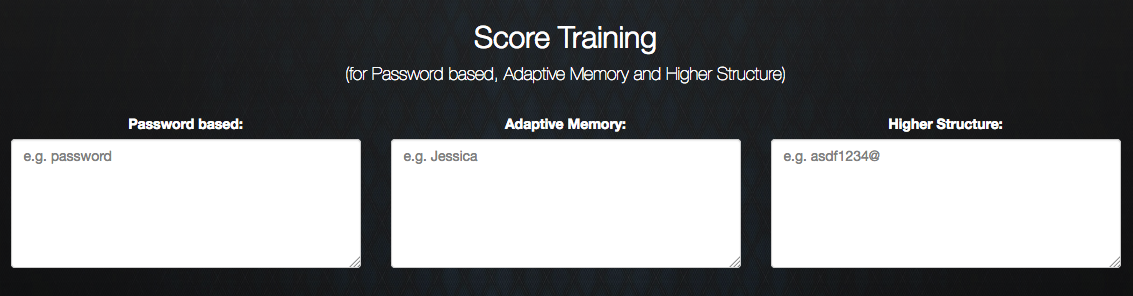 Score Training
(for Password based, Adaptive Memory and Higher Structure)
Password based:
Adaptive Memory:
Higher Structure:
e.g. password
e.g. Jessica
e.g. asdf1234@